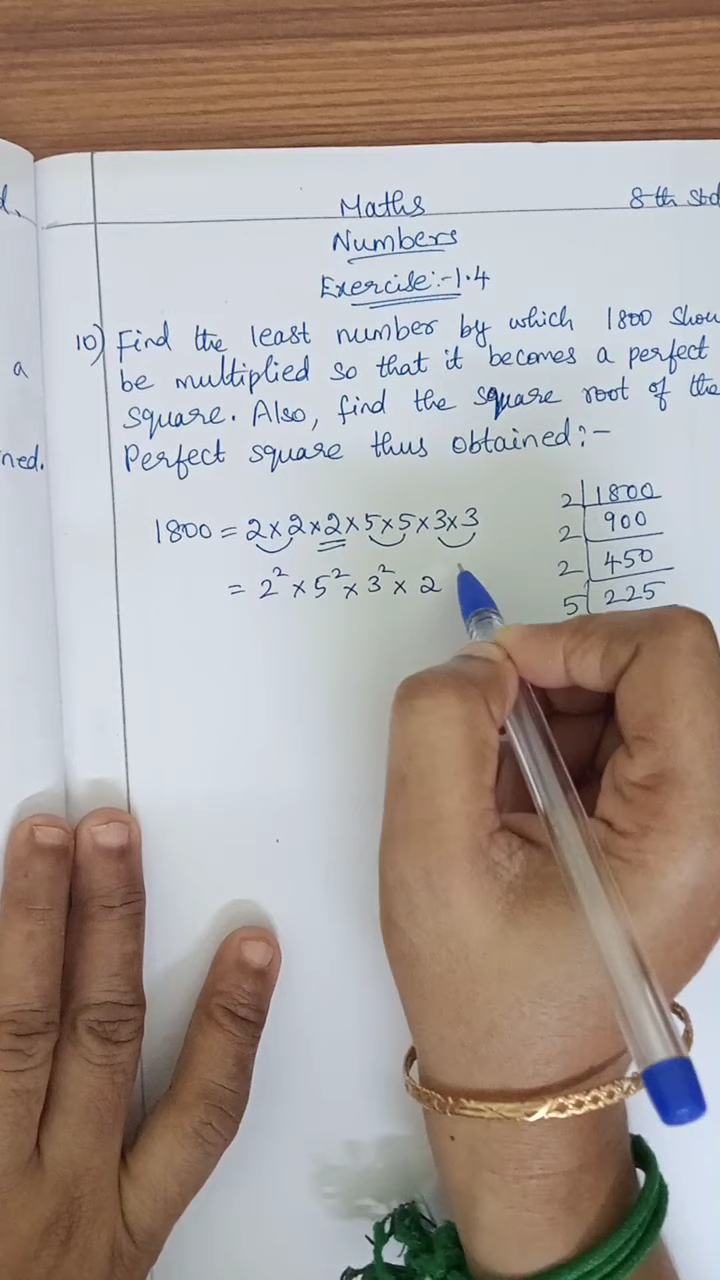 d.
Maths 8th Std
Numbers
Exercise:-1.4
10) Find the least number by which 1800 Shou
be multiplied so that it becomes a perfect
square. Also, find the square root of the
Perfect square thus obtained:-
a
ned.
1800 = 2×2×2×5×5×3×3
= 2² × 5² × 3² × 2
2 | 1800
2 | 900
2 | 450
5 | 225